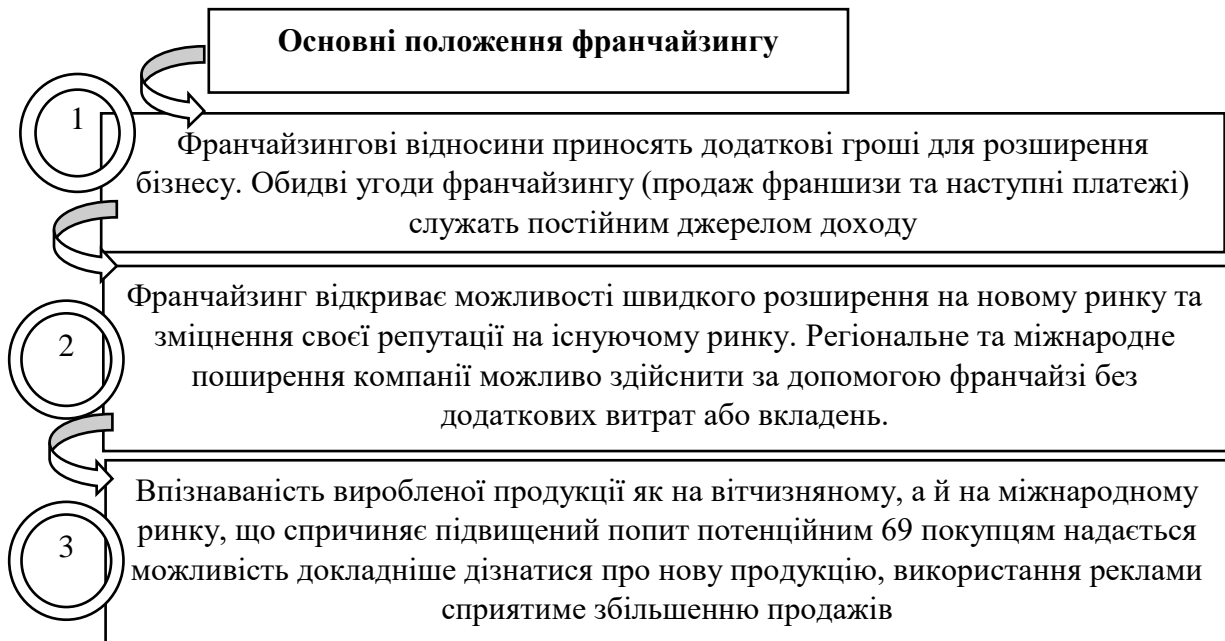 Основні положення франчайзингу
1
Франчайзингові відносини приносять додаткові гроші для розширення
бізнесу. Обидві угоди франчайзингу (продаж франшизи та наступні платежі)
служать постійним джерелом доходу
2
Франчайзинг відкриває можливості швидкого розширення на новому ринку та
зміцнення своєї репутації на існуючому ринку. Регіональне та міжнародне
поширення компанії можливо здійснити за допомогою франчайзі без
додаткових витрат або вкладень.
3
Впізнаваність виробленої продукції як на вітчизняному, а й на міжнародному
ринку, що спричиняє підвищений попит потенційним 69 покупцям надається
можливість докладніше дізнатися про нову продукцію, використання реклами
сприятиме збільшенню продажів